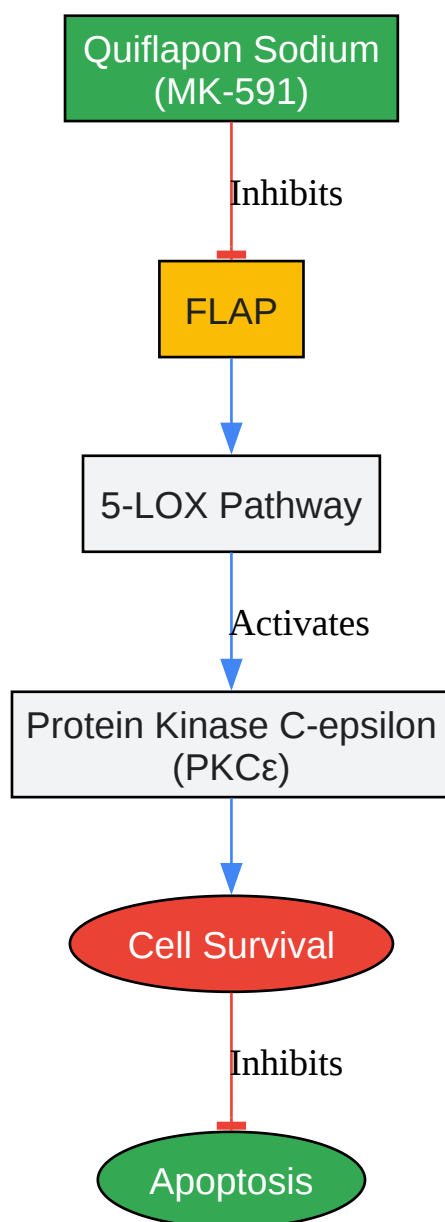 Quiflapon Sodium
(MK-591)
Inhibits
FLAP
5-LOX Pathway
Activates
Protein Kinase C-epsilon
(PKCε)
Cell Survival
Inhibits
Apoptosis